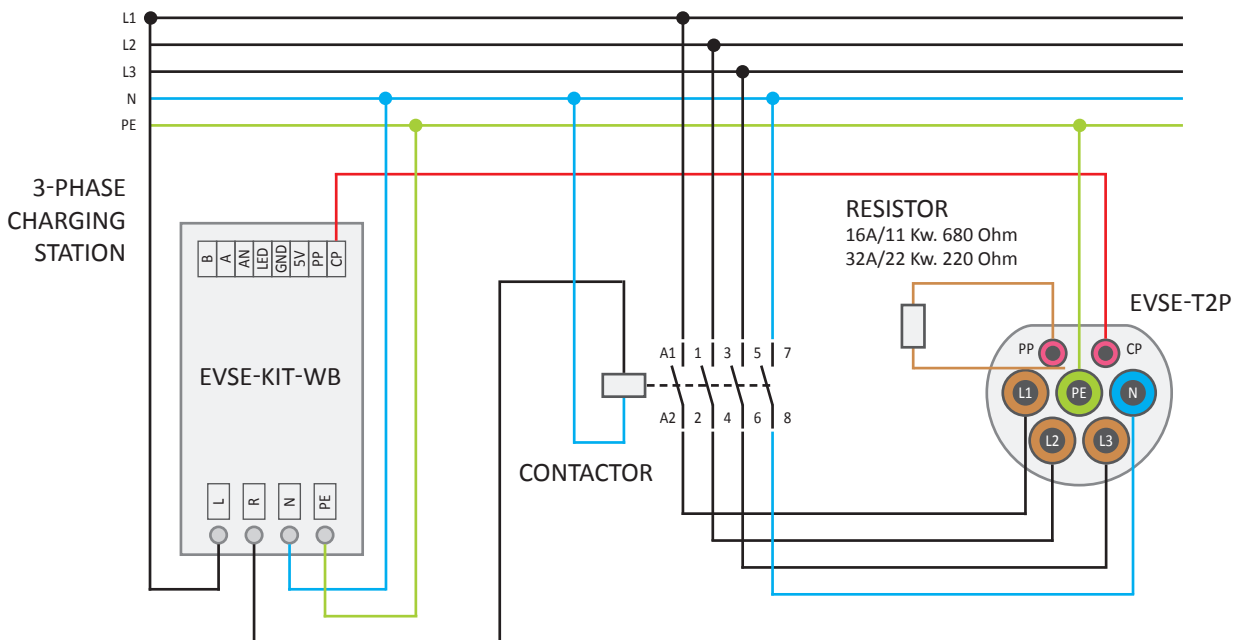 L1
L2
L3
N
PE
3-PHASE
CHARGING
STATION
B
A
AN
LED
GND
5V
PP
CP
EVSE-KIT-WB
L
R
N
PE
CONTACTOR
A1
1
3
5
7
A2
2
4
6
8
RESISTOR
16A/11 Kw. 680 Ohm
32A/22 Kw. 220 Ohm
EVSE-T2P
PP
CP
L1
PE
N
L2
L3